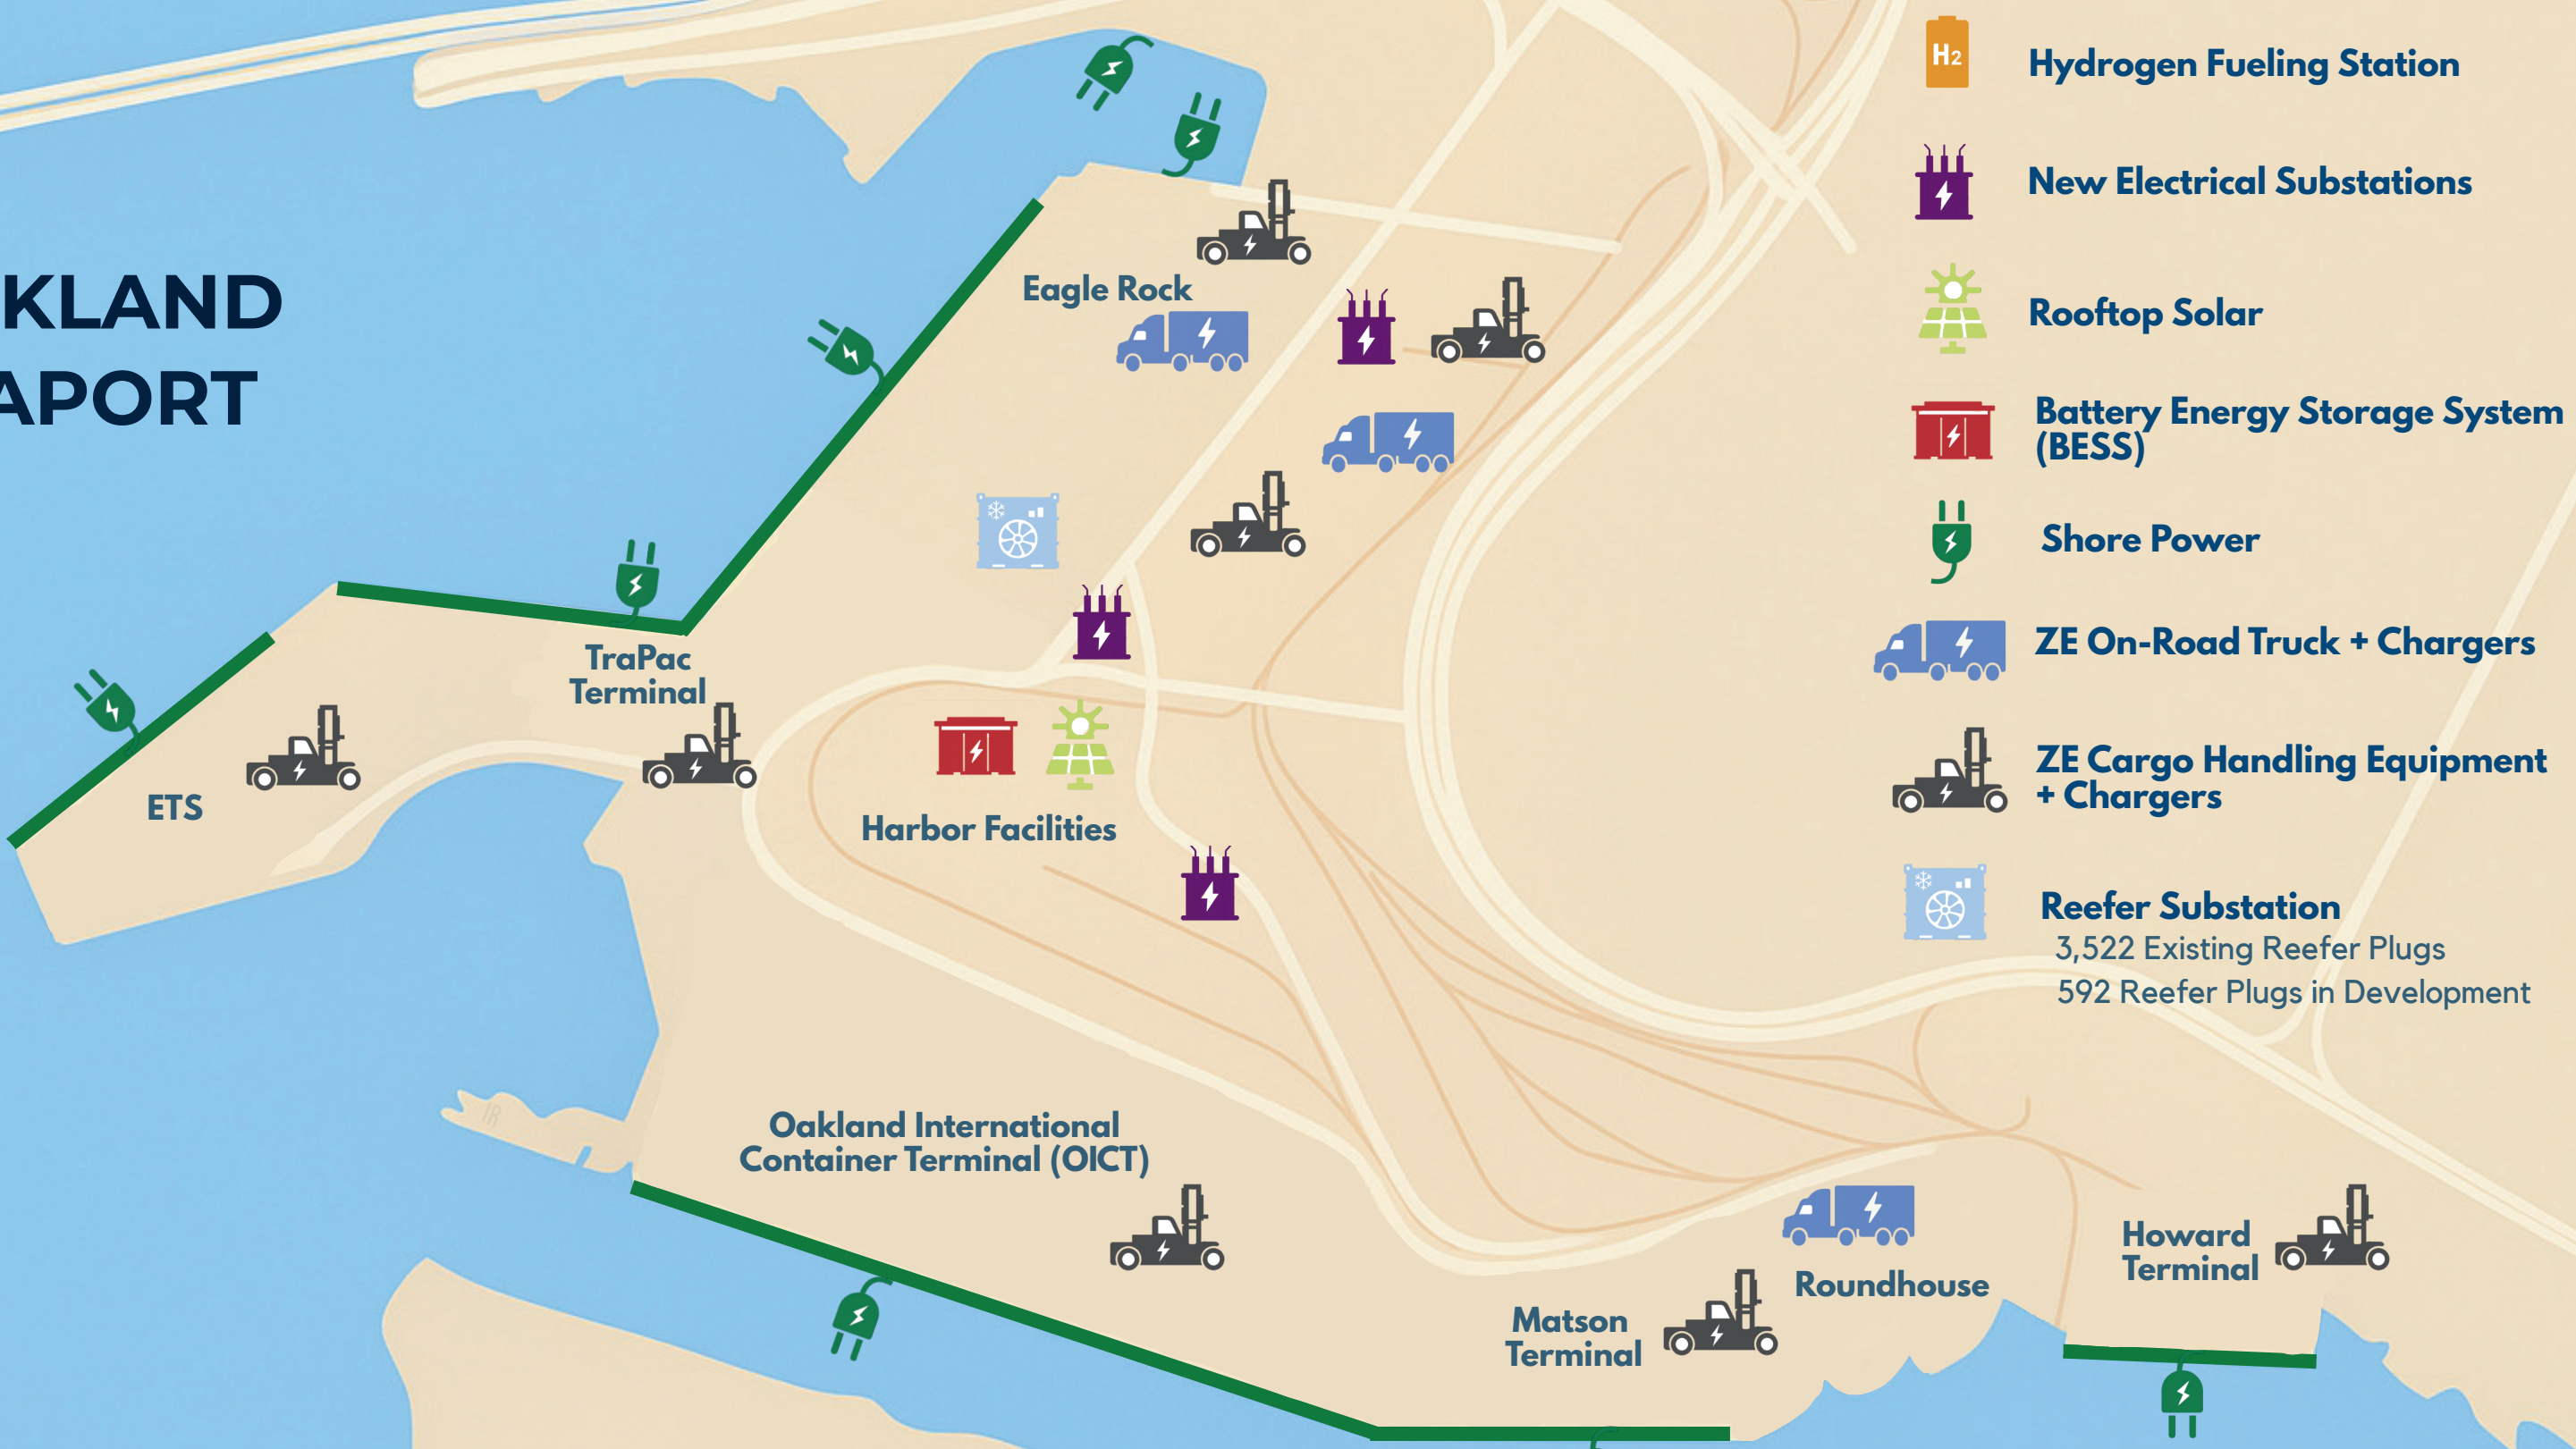 KLAND
APORT
H2
Hydrogen Fueling Station
New Electrical Substations
Rooftop Solar
Battery Energy Storage System
(BESS)
Shore Power
ZE On-Road Truck + Chargers
ZE Cargo Handling Equipment
+ Chargers
Reefer Substation
3,522 Existing Reefer Plugs
592 Reefer Plugs in Development
Eagle Rock
TraPac
Terminal
ETS
Harbor Facilities
Oakland International
Container Terminal (OICT)
Matson
Terminal
Roundhouse
Howard
Terminal